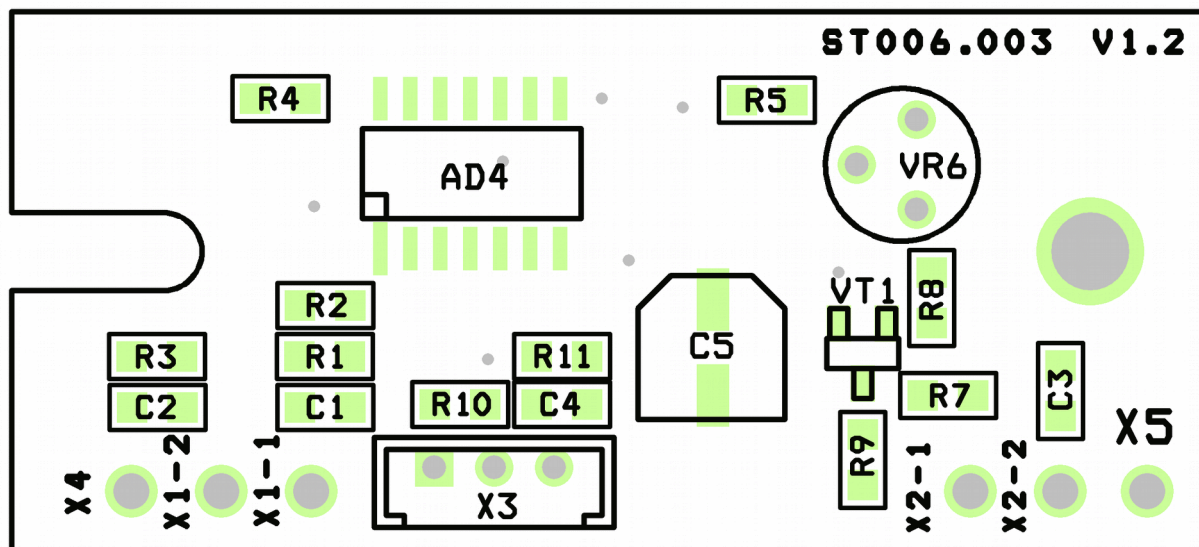 ST006.003 V1.2
R4
R5
AD4
VR6
R2
VT1
R8
R3
R1
R11
C5
C2
C1
R10
C4
R7
C3
X5
R9
X4
X1-2
X1-1
X3
X2-1
X2-2